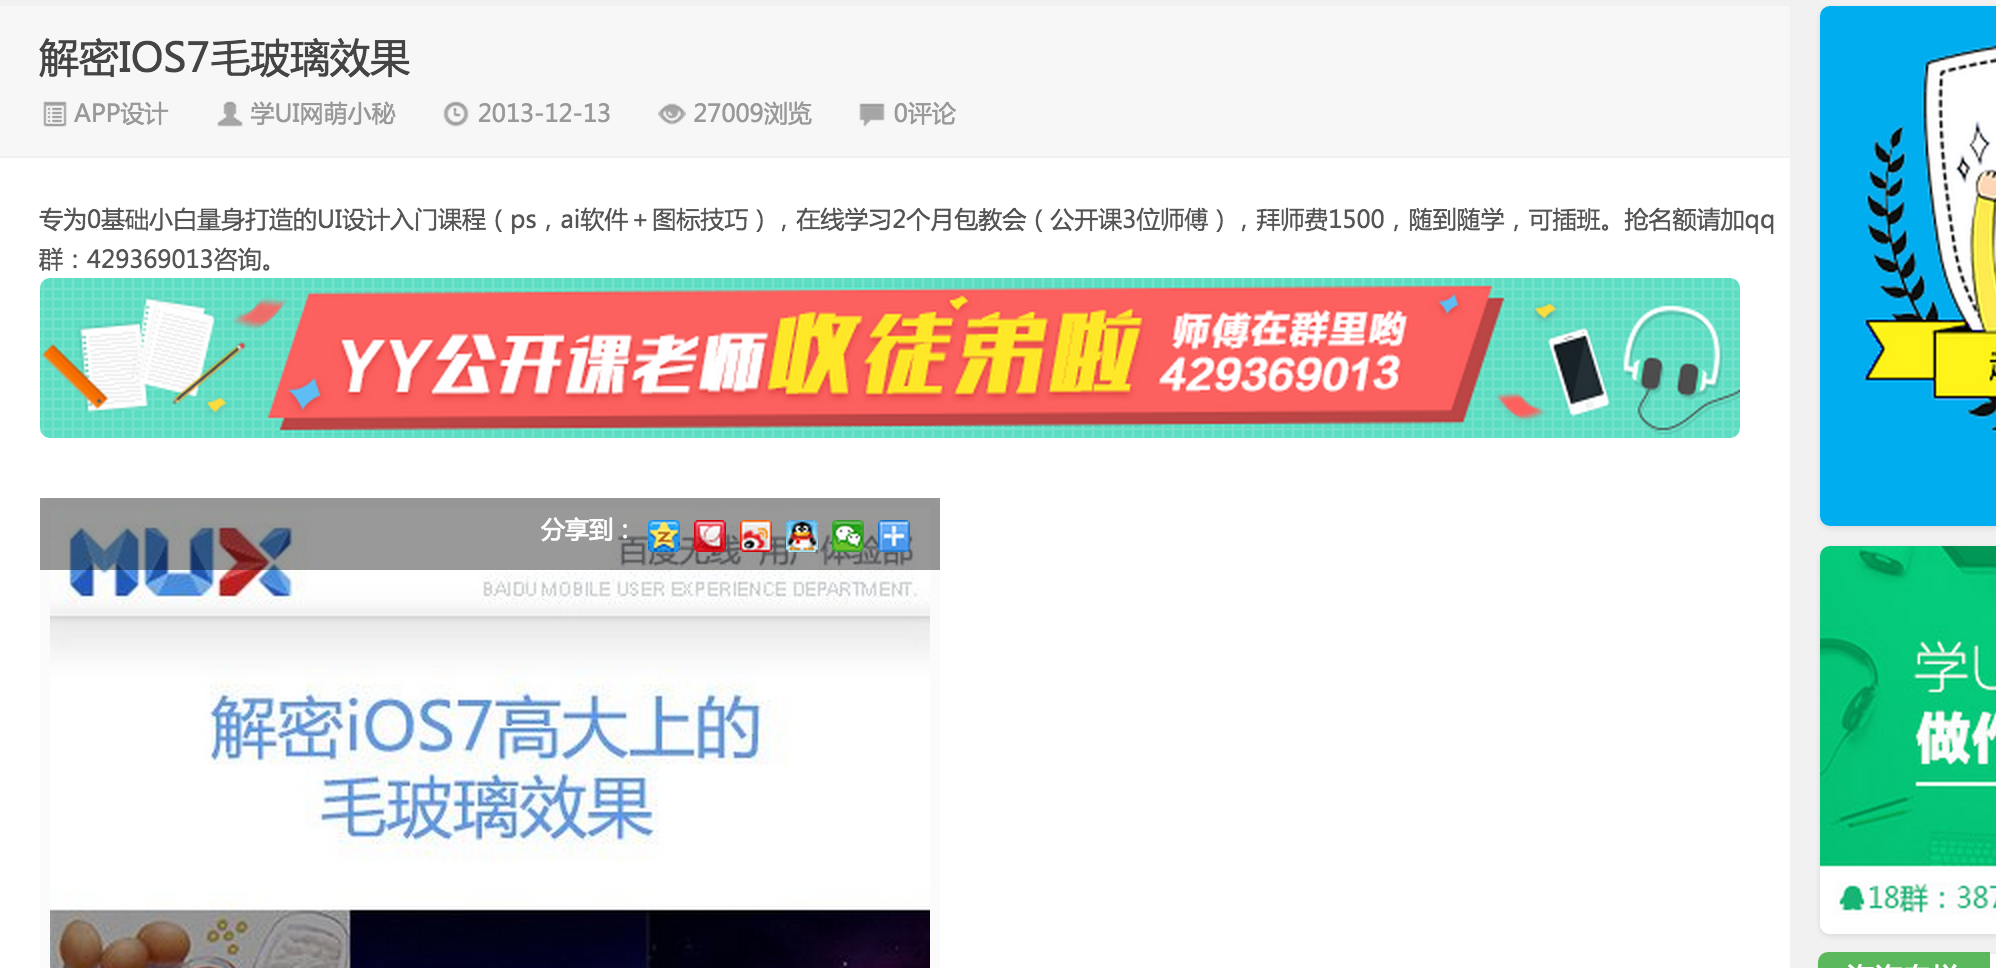 解密IOS7毛玻璃效果
APP设计 学UI网萌小秘 2013-12-13 27009浏览 0评论
专为0基础小白量身打造的UI设计入门课程（ps，ai软件＋图标技巧），在线学习2个月包教会（公开课3位师傅），拜师费1500，随到随学，可插班。抢名额请加qq
群：429369013咨询。
YY公开课老师收徒弟啦 师傅在群里哟
429369013
分享到：
MUX 百度无线 用户体验部
BAIDU MOBILE USER EXPERIENCE DEPARTMENT.
解密iOS7高大上的
毛玻璃效果
学U
做作
18群：387